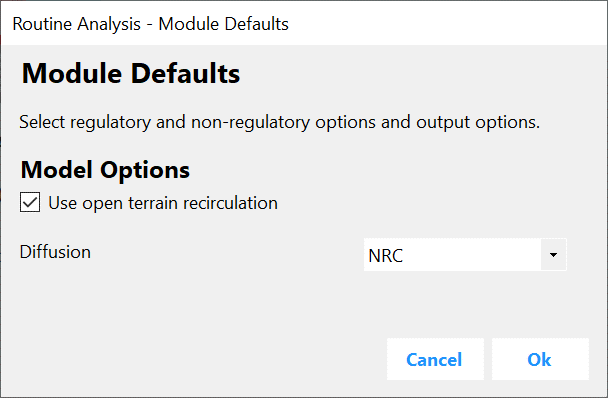 Routine Analysis - Module Defaults
Module Defaults
Select regulatory and non-regulatory options and output options.
Model Options
Use open terrain recirculation
Diffusion
NRC
Cancel
Ok